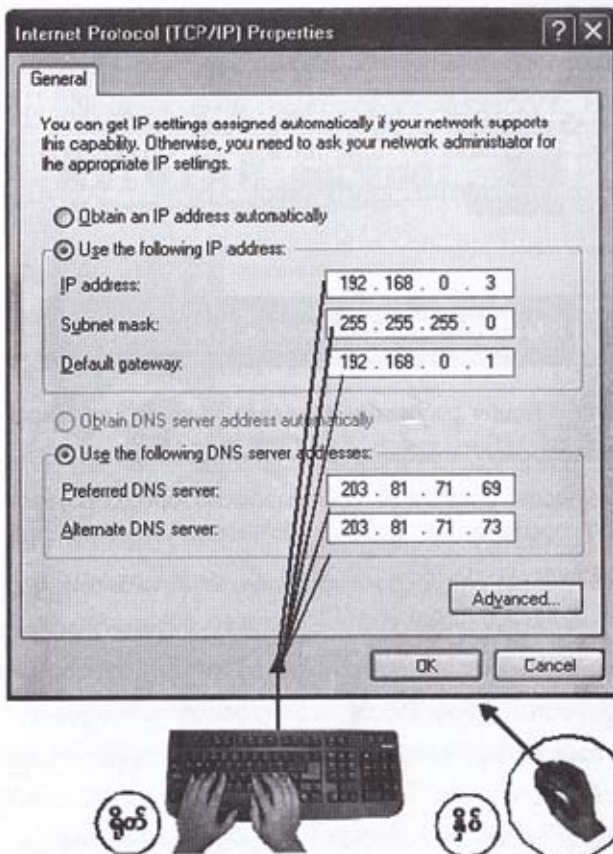 Internet Protocol (TCP/IP) Properties
General
You can get IP settings assigned automatically if your network supports
this capability. Otherwise, you need to ask your network administrator for
the appropriate IP settings.
Obtain an IP address automatically
Use the following IP address:
IP address: 192 . 168 . 0 . 3
Subnet mask: 255 . 255 . 255 . 0
Default gateway: 192 . 168 . 0 . 1
Obtain DNS server address automatically
Use the following DNS server addresses:
Preferred DNS server: 203 . 81 . 71 . 69
Alternate DNS server: 203 . 81 . 71 . 73
Advanced...
OK Cancel
ရိုတ် နှိပ်